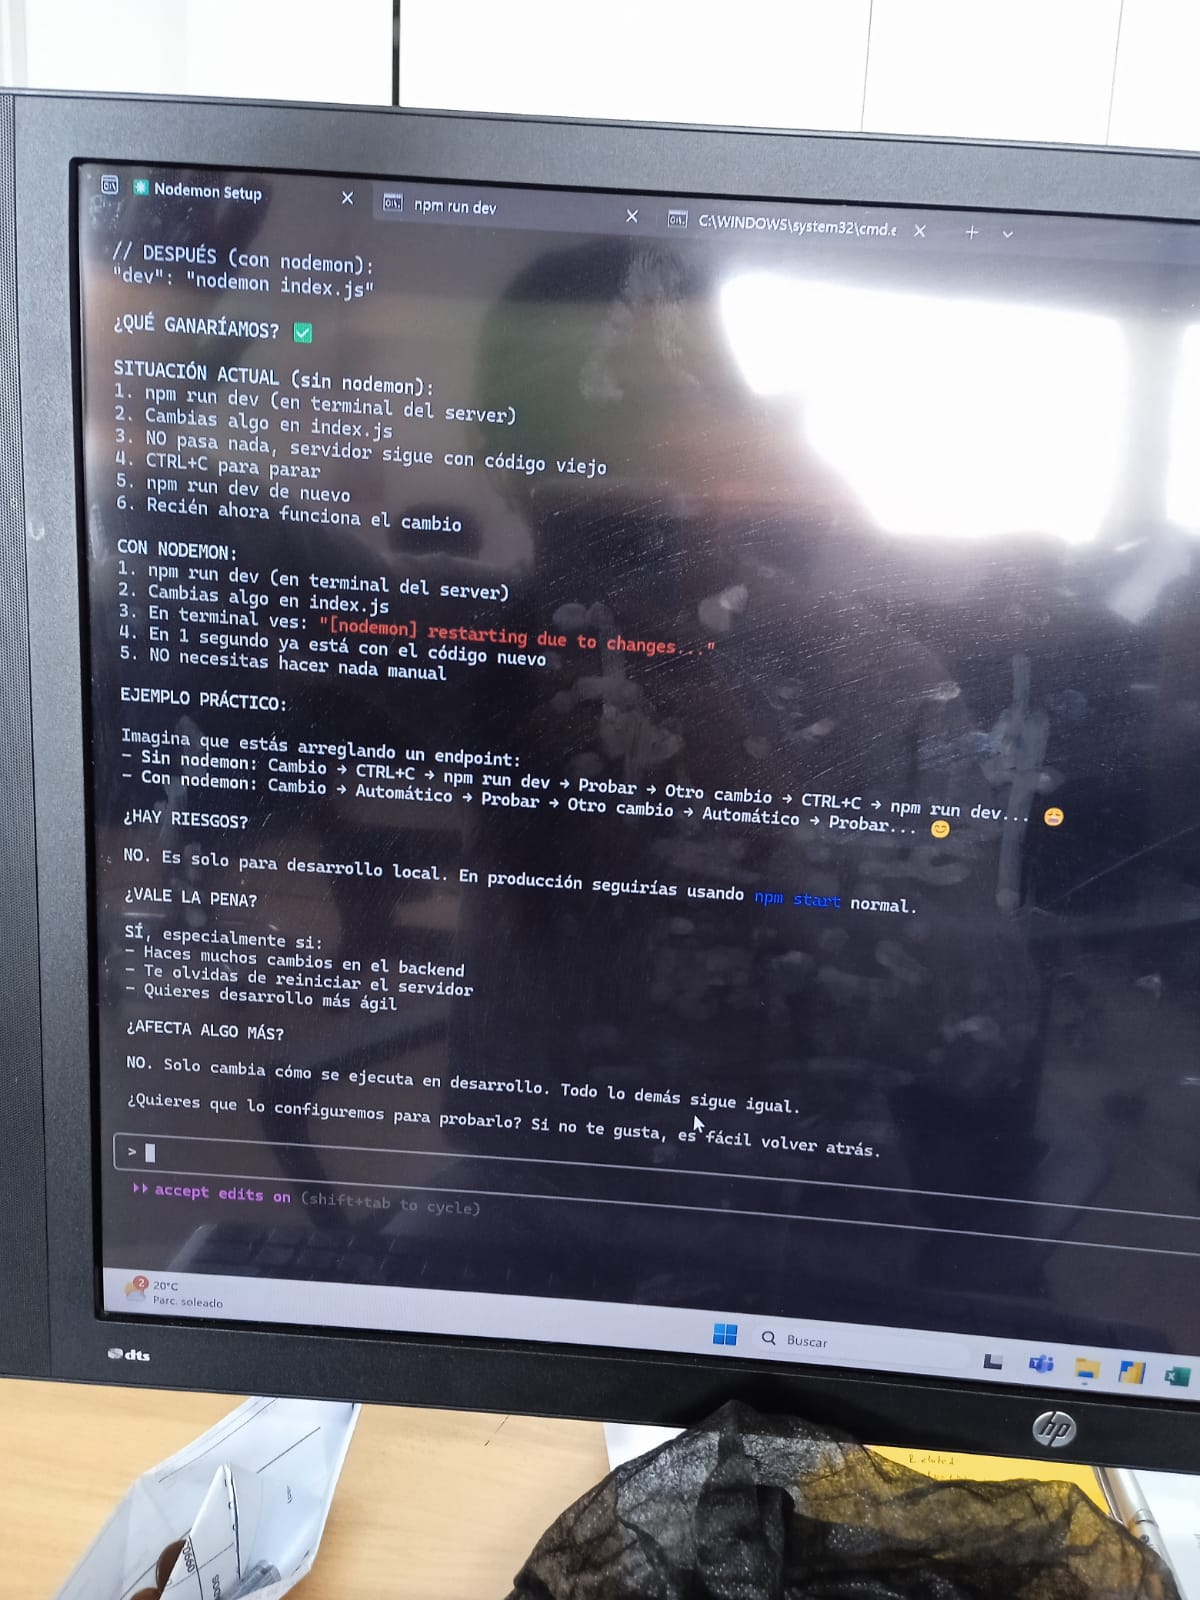 Nodemon Setup
npm run dev
C:\WINDOWS\system32\cmd.e
// DESPUÉS (con nodemon):
"dev": "nodemon index.js"
¿QUÉ GANARÍAMOS? ✅
SITUACIÓN ACTUAL (sin nodemon):
1. npm run dev (en terminal del server)
2. Cambias algo en index.js
3. NO pasa nada, servidor sigue con código viejo
4. CTRL+C para parar
5. npm run dev de nuevo
6. Recién ahora funciona el cambio
CON NODEMON:
1. npm run dev (en terminal del server)
2. Cambias algo en index.js
3. En terminal ves: "[nodemon] restarting due to changes..."
4. En 1 segundo ya está con el código nuevo
5. NO necesitas hacer nada manual
EJEMPLO PRÁCTICO:
Imagina que estás arreglando un endpoint:
- Sin nodemon: Cambio → CTRL+C → npm run dev → Probar → Otro cambio → CTRL+C → npm run dev... 😩
- Con nodemon: Cambio → Automático → Probar → Otro cambio → Automático → Probar... 😊
¿HAY RIESGOS?
NO. Es solo para desarrollo local. En producción seguirías usando npm start normal.
¿VALE LA PENA?
SÍ, especialmente si:
- Haces muchos cambios en el backend
- Te olvidas de reiniciar el servidor
- Quieres desarrollo más ágil
¿AFECTA ALGO MÁS?
NO. Solo cambia cómo se ejecuta en desarrollo. Todo lo demás sigue igual.
¿Quieres que lo configuremos para probarlo? Si no te gusta, es fácil volver atrás.
>
▸▸ accept edits on (shift+tab to cycle)
2
20°C
Parc. soleado
Buscar
dts
hp